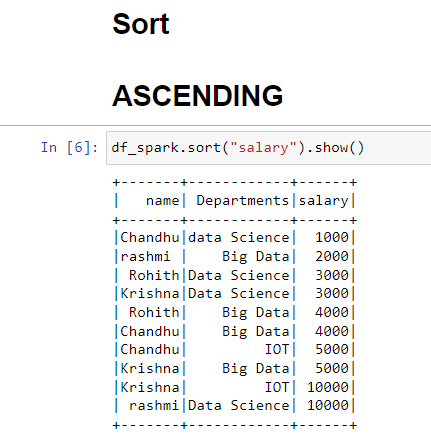 Sort
ASCENDING
In [6]: df_spark.sort("salary").show()
+-------+------------+------+
|   name| Departments|salary|
+-------+------------+------+
|Chandhu|data Science|  1000|
|rashmi |    Big Data|  2000|
| Rohith|Data Science|  3000|
|Krishna|Data Science|  3000|
| Rohith|    Big Data|  4000|
|Chandhu|    Big Data|  4000|
|Chandhu|         IOT|  5000|
|Krishna|    Big Data|  5000|
|Krishna|         IOT| 10000|
| rashmi|Data Science| 10000|
+-------+------------+------+